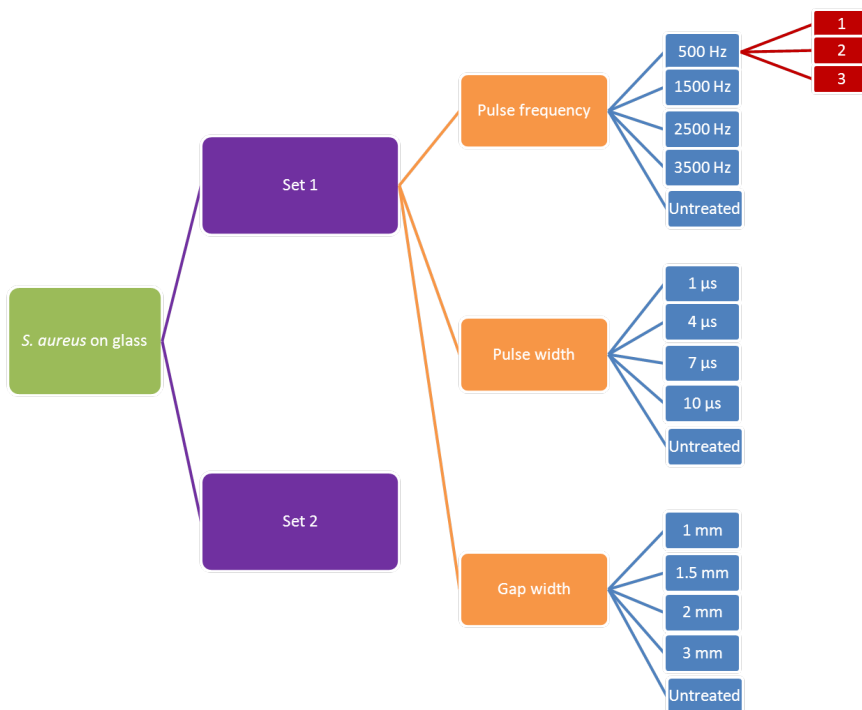 S. aureus on glass
Set 1
Set 2
Pulse frequency
500 Hz
1
2
3
1500 Hz
2500 Hz
3500 Hz
Untreated
Pulse width
1 µs
4 µs
7 µs
10 µs
Untreated
Gap width
1 mm
1.5 mm
2 mm
3 mm
Untreated